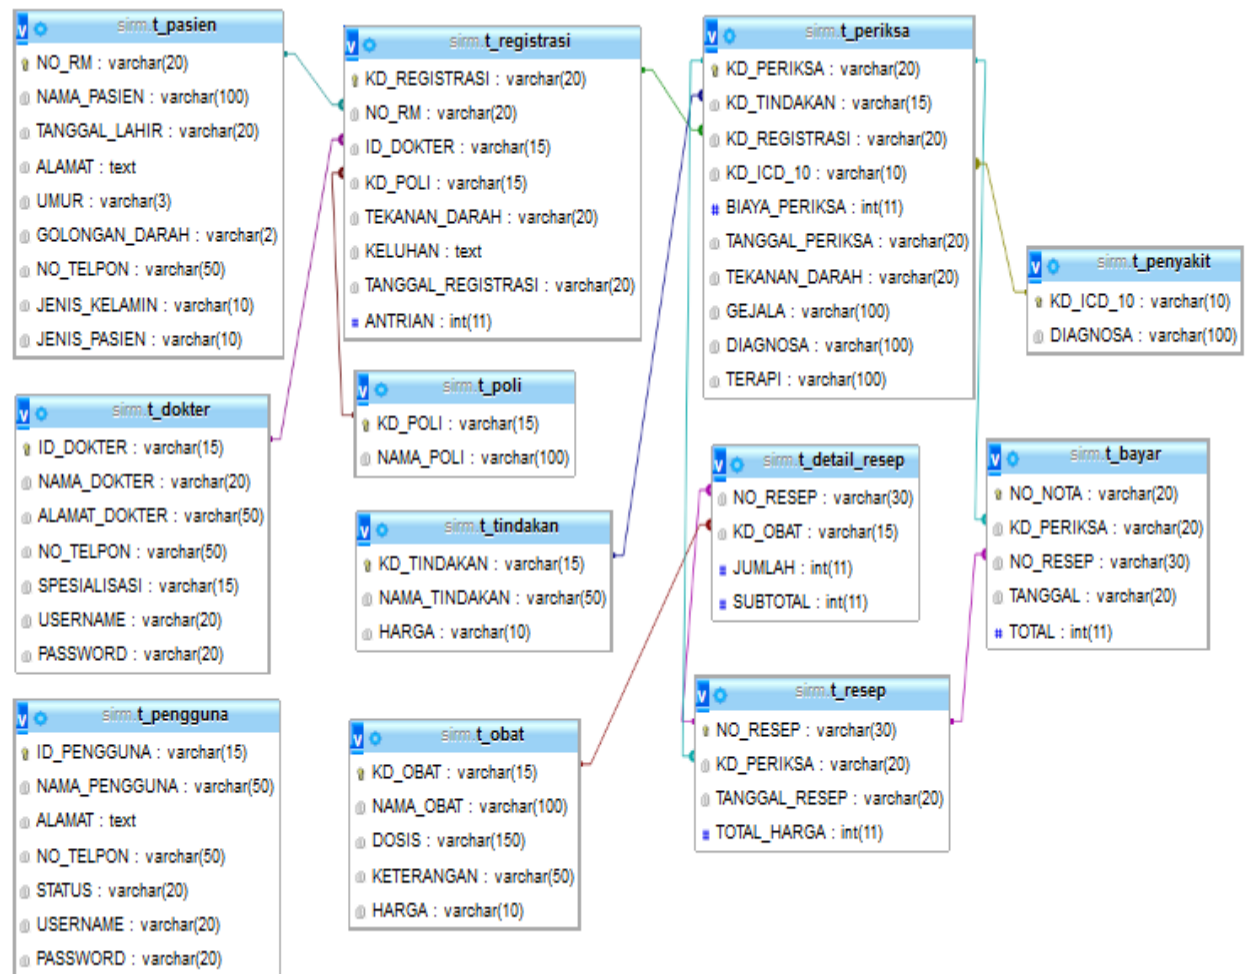 sirm.t_pasien
NO_RM : varchar(20)
NAMA_PASIEN : varchar(100)
TANGGAL_LAHIR : varchar(20)
ALAMAT : text
UMUR : varchar(3)
GOLONGAN_DARAH : varchar(2)
NO_TELPON : varchar(50)
JENIS_KELAMIN : varchar(10)
JENIS_PASIEN : varchar(10)
sirm.t_registrasi
KD_REGISTRASI : varchar(20)
NO_RM : varchar(20)
ID_DOKTER : varchar(15)
KD_POLI : varchar(15)
TEKANAN_DARAH : varchar(20)
KELUHAN : text
TANGGAL_REGISTRASI : varchar(20)
# ANTRIAN : int(11)
sirm.t_periksa
KD_PERIKSA : varchar(20)
KD_TINDAKAN : varchar(15)
KD_REGISTRASI : varchar(20)
KD_ICD_10 : varchar(10)
# BIAYA_PERIKSA : int(11)
TANGGAL_PERIKSA : varchar(20)
TEKANAN_DARAH : varchar(20)
GEJALA : varchar(100)
DIAGNOSA : varchar(100)
TERAPI : varchar(100)
sirm.t_penyakit
KD_ICD_10 : varchar(10)
DIAGNOSA : varchar(100)
sirm.t_dokter
ID_DOKTER : varchar(15)
NAMA_DOKTER : varchar(20)
ALAMAT_DOKTER : varchar(50)
NO_TELPON : varchar(50)
SPESIALISASI : varchar(15)
USERNAME : varchar(20)
PASSWORD : varchar(20)
sirm.t_poli
KD_POLI : varchar(15)
NAMA_POLI : varchar(100)
sirm.t_tindakan
KD_TINDAKAN : varchar(15)
NAMA_TINDAKAN : varchar(50)
HARGA : varchar(10)
sirm.t_detail_resep
NO_RESEP : varchar(30)
KD_OBAT : varchar(15)
# JUMLAH : int(11)
# SUBTOTAL : int(11)
sirm.t_bayar
NO_NOTA : varchar(20)
KD_PERIKSA : varchar(20)
NO_RESEP : varchar(30)
TANGGAL : varchar(20)
# TOTAL : int(11)
sirm.t_pengguna
ID_PENGGUNA : varchar(15)
NAMA_PENGGUNA : varchar(50)
ALAMAT : text
NO_TELPON : varchar(50)
STATUS : varchar(20)
USERNAME : varchar(20)
PASSWORD : varchar(20)
sirm.t_obat
KD_OBAT : varchar(15)
NAMA_OBAT : varchar(100)
DOSIS : varchar(150)
KETERANGAN : varchar(50)
HARGA : varchar(10)
sirm.t_resep
NO_RESEP : varchar(30)
KD_PERIKSA : varchar(20)
TANGGAL_RESEP : varchar(20)
# TOTAL_HARGA : int(11)